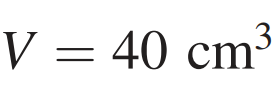 V = 40 cm³